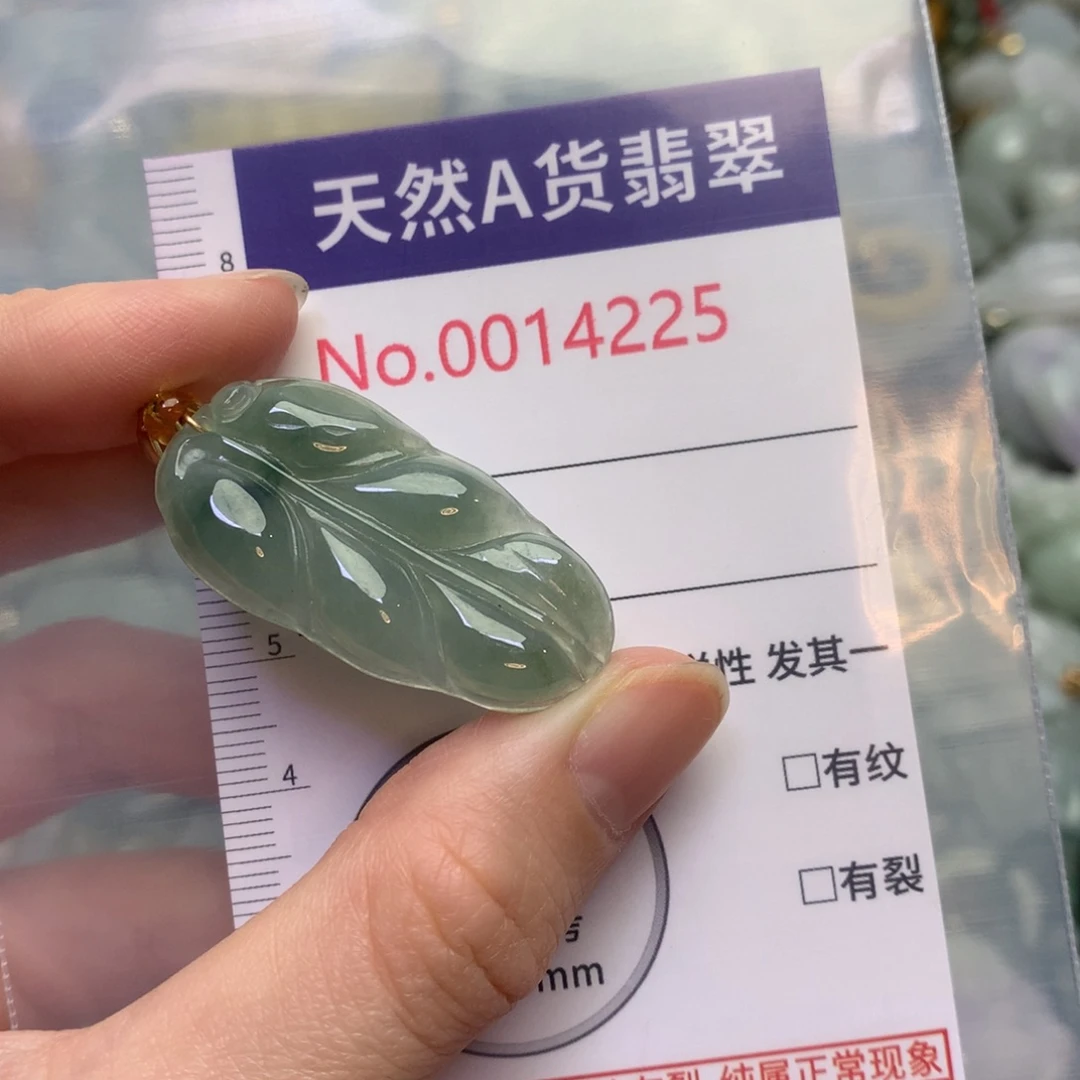 天然A货翡翠
8
No.0014225
性 发其一
5
4
□有纹
□有裂
mm
纯属正常现象